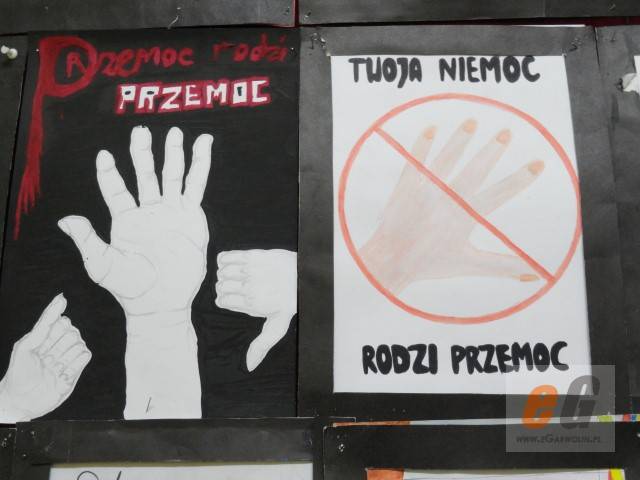 Przemoc rodzi
PRZEMOC
TWOJA NIEMOC
RODZI PRZEMOC
eG
WWW.EGARWOLIN.PL